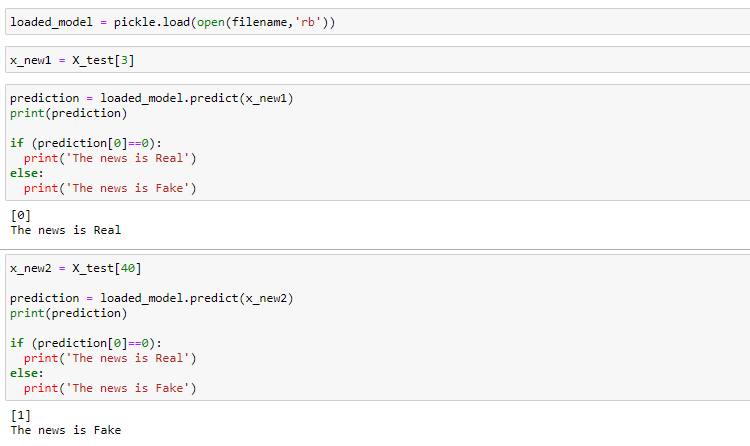 loaded_model = pickle.load(open(filename,'rb'))
x_new1 = X_test[3]
prediction = loaded_model.predict(x_new1)
print(prediction)
if (prediction[0]==0):
  print('The news is Real')
else:
  print('The news is Fake')
[0]
The news is Real
x_new2 = X_test[40]
prediction = loaded_model.predict(x_new2)
print(prediction)
if (prediction[0]==0):
  print('The news is Real')
else:
  print('The news is Fake')
[1]
The news is Fake